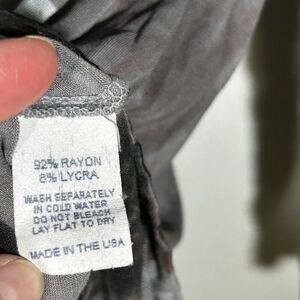 92% RAYON
8% LYCRA
WASH SEPARATELY
IN COLD WATER
DO NOT BLEACH
LAY FLAT TO DRY
MADE IN THE USA